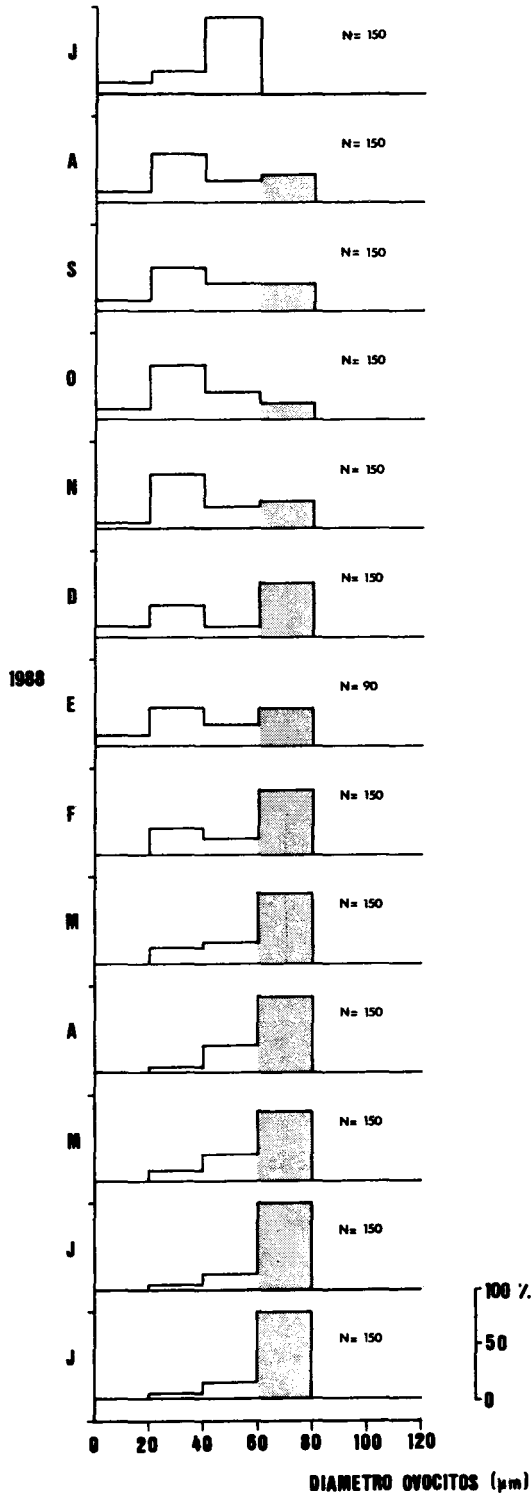 J N= 150
A N= 150
S N= 150
O N= 150
N N= 150
D N= 150
1988
E N= 90
F N= 150
M N= 150
A N= 150
M N= 150
J N= 150
100 %
J N= 150
50
0
0 20 40 60 80 100 120
DIAMETRO OVOCITOS (µm)